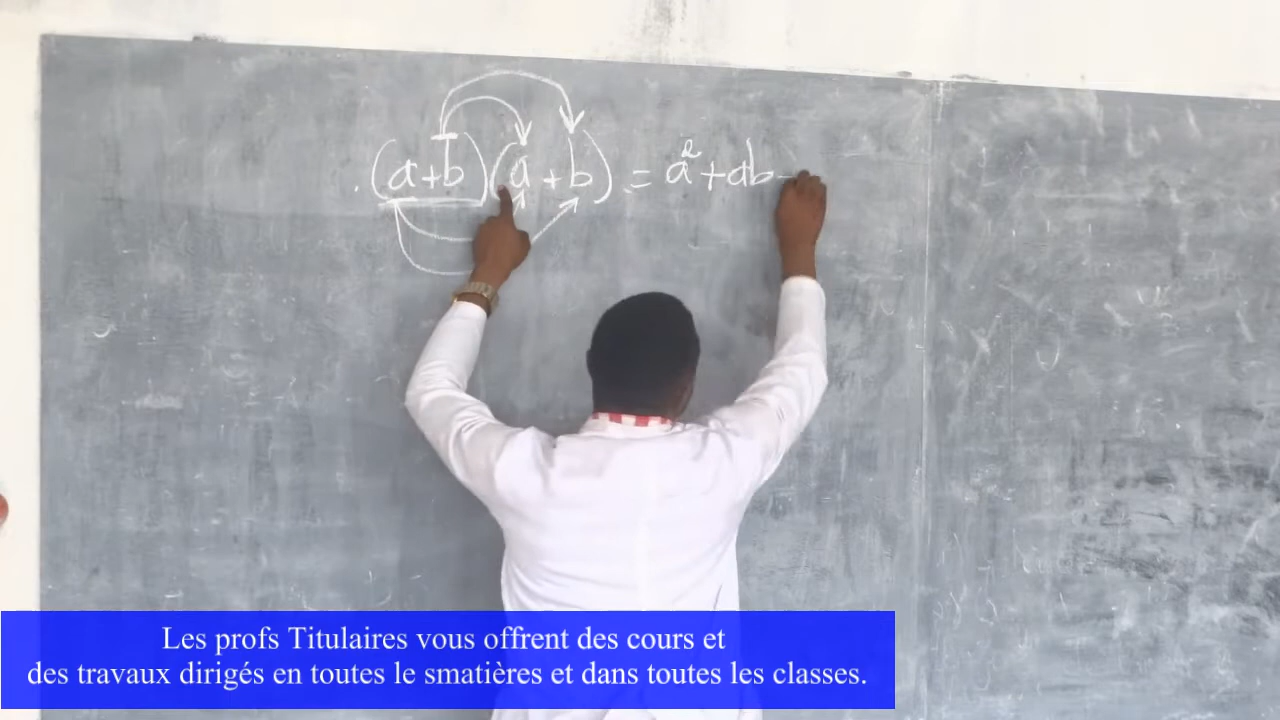 . (a+b)(a+b) = a²+ab-
Les profs Titulaires vous offrent des cours et
des travaux dirigés en toutes le smatières et dans toutes les classes.